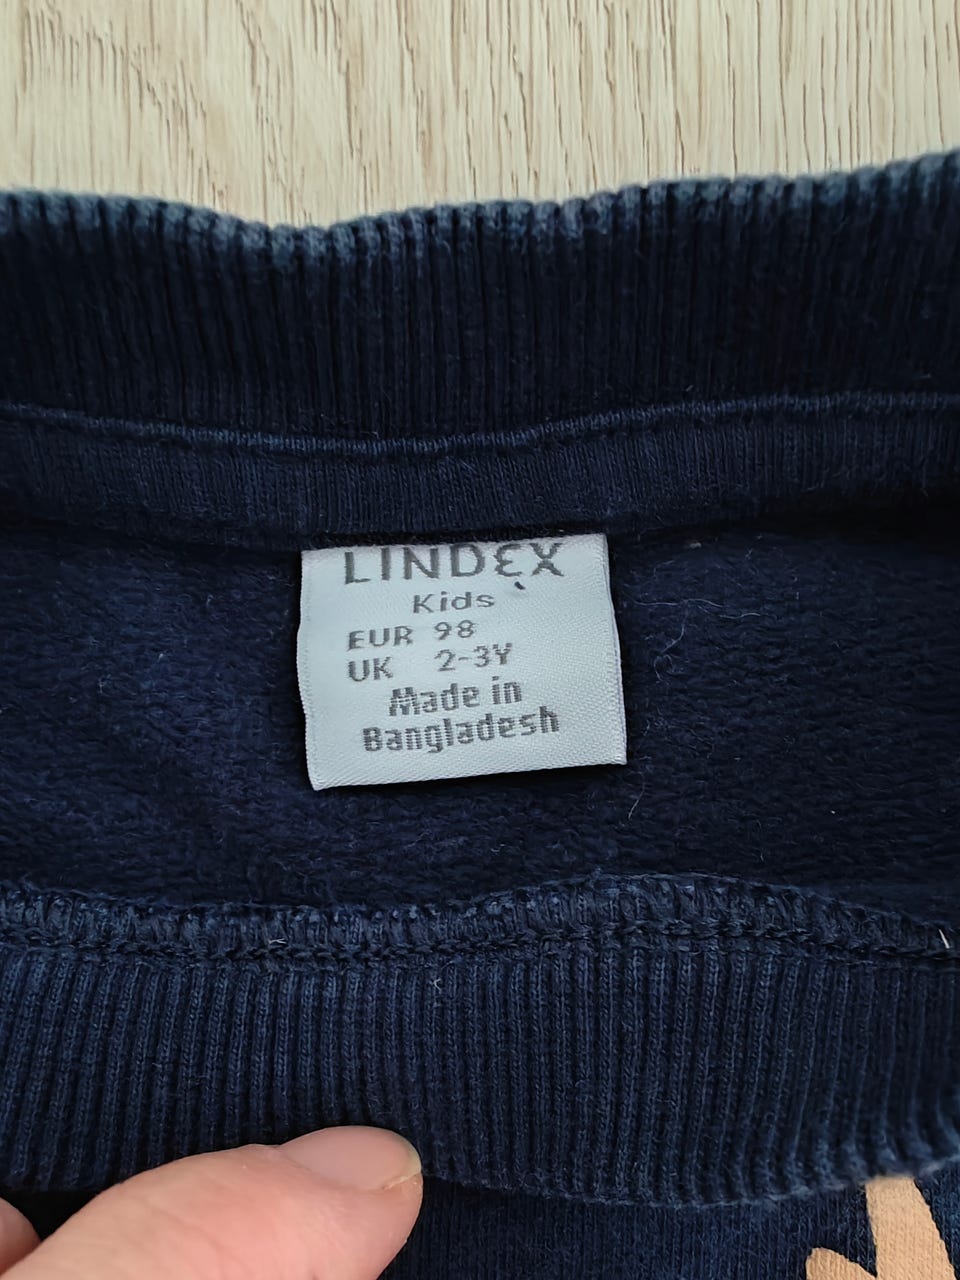 LINDEX
Kids
EUR 98
UK 2-3Y
Made in
Bangladesh